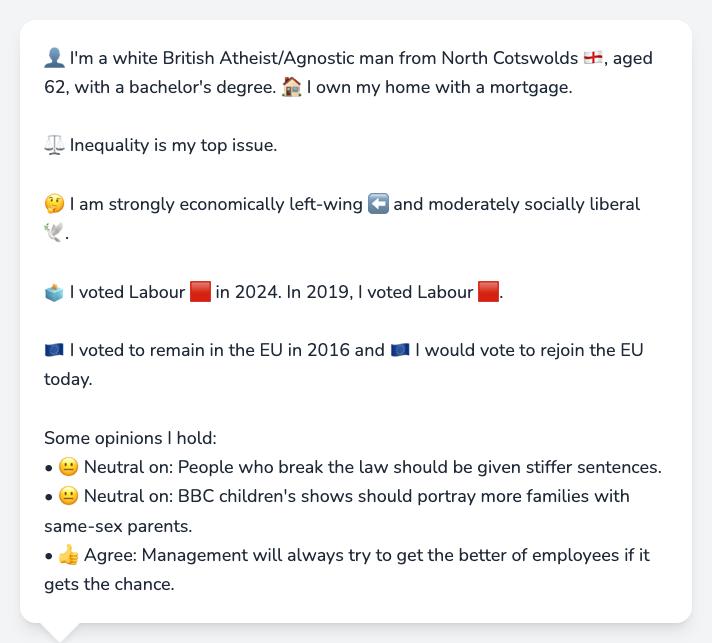 👤 I'm a white British Atheist/Agnostic man from North Cotswolds 🏴󠁧󠁢󠁥󠁮󠁧󠁿, aged
62, with a bachelor's degree. 🏠 I own my home with a mortgage.
⚖️ Inequality is my top issue.
🤔 I am strongly economically left-wing ⬅️ and moderately socially liberal
🕊️.
🗳️ I voted Labour 🟥 in 2024. In 2019, I voted Labour 🟥.
🇪🇺 I voted to remain in the EU in 2016 and 🇪🇺 I would vote to rejoin the EU
today.
Some opinions I hold:
• 😐 Neutral on: People who break the law should be given stiffer sentences.
• 😐 Neutral on: BBC children's shows should portray more families with
same-sex parents.
• 👍 Agree: Management will always try to get the better of employees if it
gets the chance.